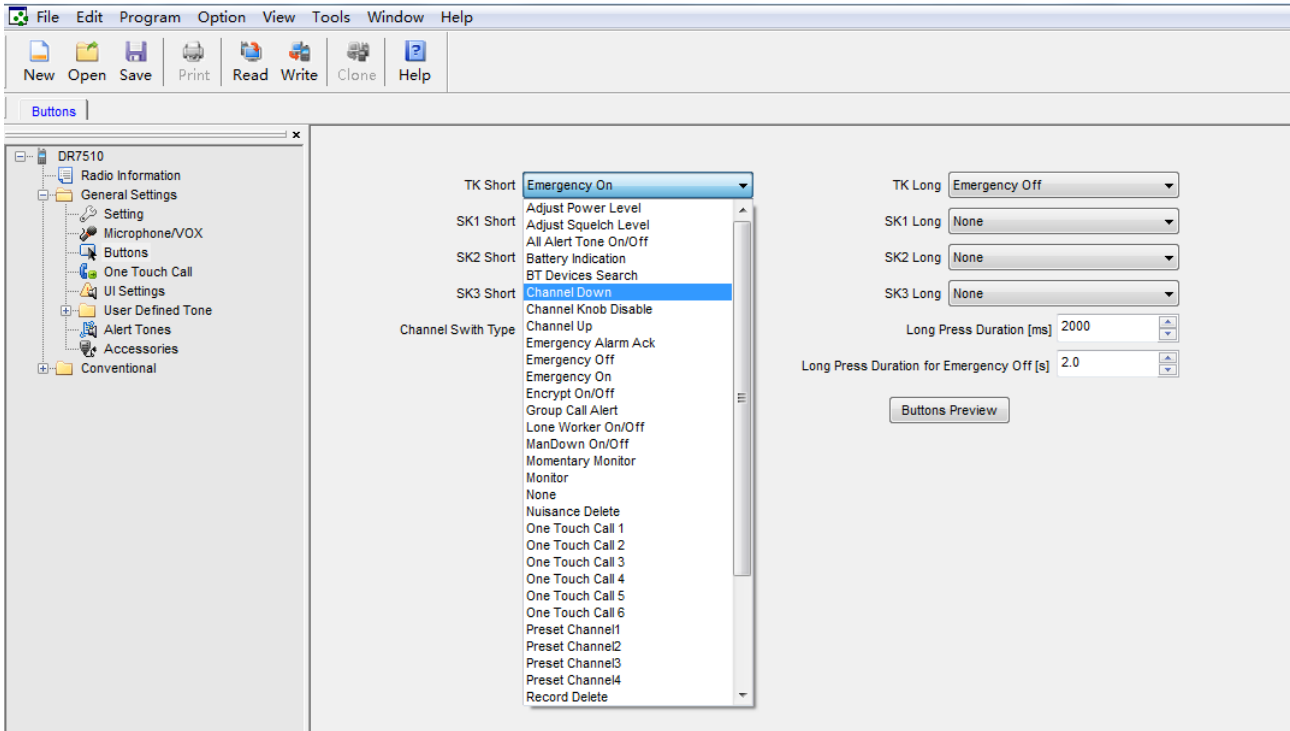 File Edit Program Option View Tools Window Help
New Open Save Print Read Write Clone Help
Buttons
DR7510
Radio Information
General Settings
Setting
Microphone/VOX
Buttons
One Touch Call
UI Settings
User Defined Tone
Alert Tones
Accessories
Conventional
TK Short Emergency On
Adjust Power Level
Adjust Squelch Level
All Alert Tone On/Off
Battery Indication
BT Devices Search
Channel Down
Channel Knob Disable
Channel Up
Emergency Alarm Ack
Emergency Off
Emergency On
Encrypt On/Off
Group Call Alert
Lone Worker On/Off
ManDown On/Off
Momentary Monitor
Monitor
None
Nuisance Delete
One Touch Call 1
One Touch Call 2
One Touch Call 3
One Touch Call 4
One Touch Call 5
One Touch Call 6
Preset Channel1
Preset Channel2
Preset Channel3
Preset Channel4
Record Delete
SK1 Short
SK2 Short
SK3 Short
Channel Swith Type
TK Long Emergency Off
SK1 Long None
SK2 Long None
SK3 Long None
Long Press Duration [ms] 2000
Long Press Duration for Emergency Off [s] 2.0
Buttons Preview